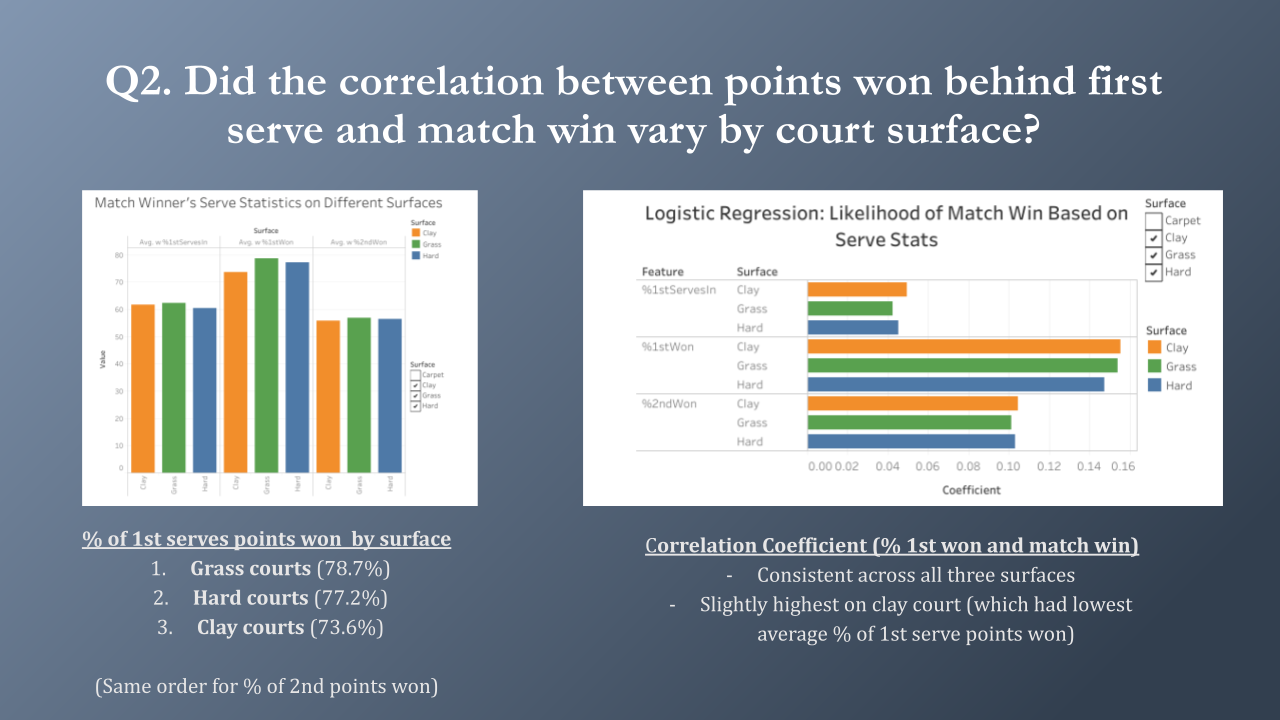 Q2. Did the correlation between points won behind first
serve and match win vary by court surface?
Match Winner's Serve Statistics on Different Surfaces
Surface
Avg. w %1stServesIn
Avg. w %1stWon
Avg. w %2ndWon
Value
80
70
60
50
40
30
20
10
0
Clay
Grass
Hard
Clay
Grass
Hard
Clay
Grass
Hard
Surface
Clay
Grass
Hard
Surface
Carpet
Clay
Grass
Hard
Logistic Regression: Likelihood of Match Win Based on
Serve Stats
Feature Surface
%1stServesIn Clay
Grass
Hard
%1stWon Clay
Grass
Hard
%2ndWon Clay
Grass
Hard
0.00 0.02 0.04 0.06 0.08 0.10 0.12 0.14 0.16
Coefficient
Surface
Carpet
Clay
Grass
Hard
Surface
Clay
Grass
Hard
% of 1st serves points won by surface
1. Grass courts (78.7%)
2. Hard courts (77.2%)
3. Clay courts (73.6%)
(Same order for % of 2nd points won)
Correlation Coefficient (% 1st won and match win)
- Consistent across all three surfaces
- Slightly highest on clay court (which had lowest
average % of 1st serve points won)